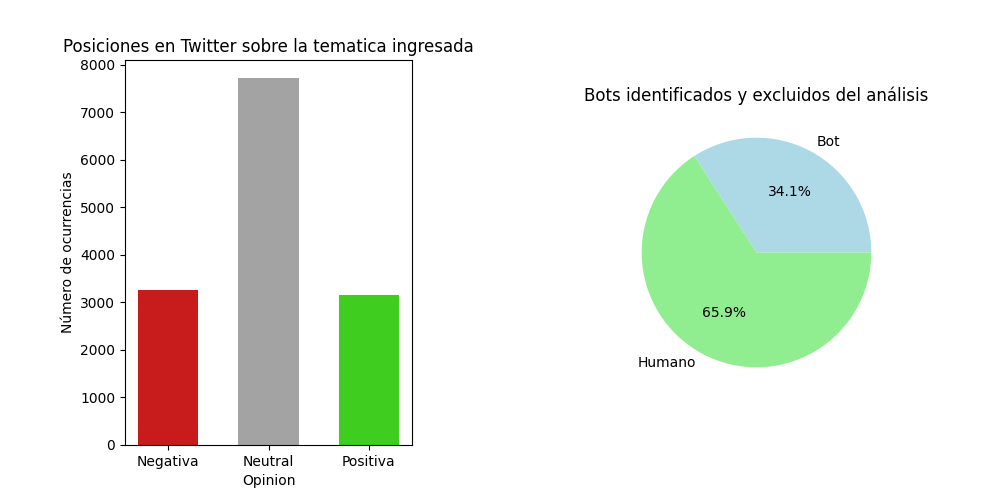 Posiciones en Twitter sobre la tematica ingresada
Número de ocurrencias
8000
7000
6000
5000
4000
3000
2000
1000
0
Negativa
Neutral
Positiva
Opinion
Bots identificados y excluidos del análisis
Bot
34.1%
65.9%
Humano